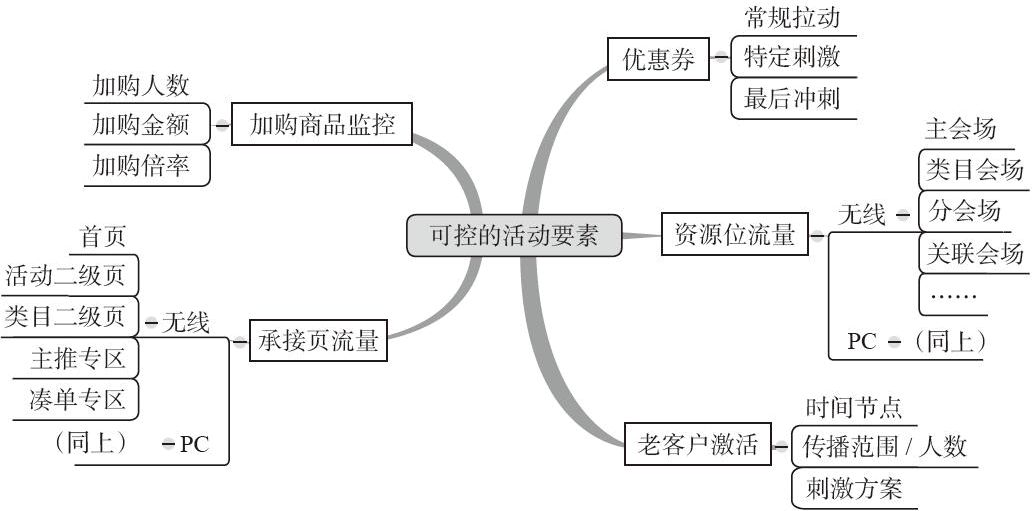 可控的活动要素
优惠券
常规拉动
特定刺激
最后冲刺
资源位流量
无线
主会场
类目会场
分会场
关联会场
……
PC
（同上）
老客户激活
时间节点
传播范围 / 人数
刺激方案
加购商品监控
加购人数
加购金额
加购倍率
承接页流量
无线
首页
活动二级页
类目二级页
主推专区
凑单专区
PC
（同上）